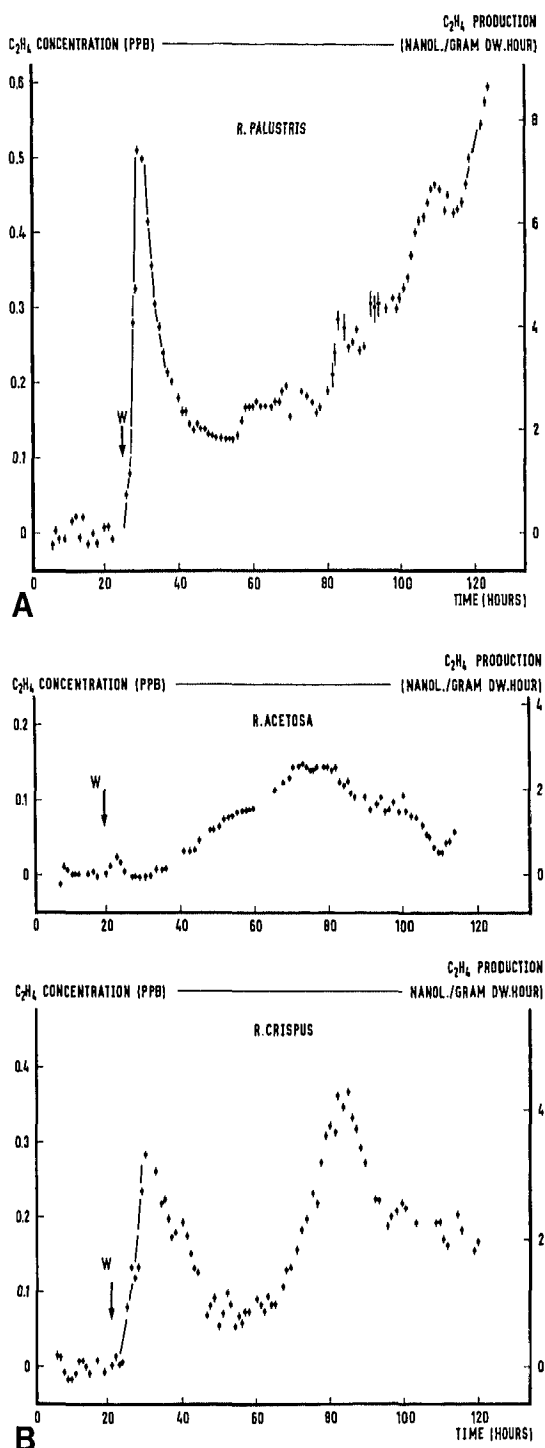 C₂H₄ PRODUCTION
C₂H₄ CONCENTRATION (PPB) (NANOL./GRAM DW.HOUR)
0.6
R. PALUSTRIS
8
0.5
6
0.4
0.3
4
0.2
W
2
0.1
0 0
0 20 40 60 80 100 120
A TIME (HOURS)
C₂H₄ PRODUCTION
C₂H₄ CONCENTRATION (PPB) (NANOL./GRAM DW.HOUR)
4
0.2 R. ACETOSA
W
2
0.1
0 0
0 20 40 60 80 100 120
C₂H₄ PRODUCTION
C₂H₄ CONCENTRATION (PPB) NANOL./GRAM DW.HOUR)
R. CRISPUS
0.4
4
0.3
0.2
2
W
0.1
0 0
0 20 40 60 80 100 120
B TIME (HOURS)